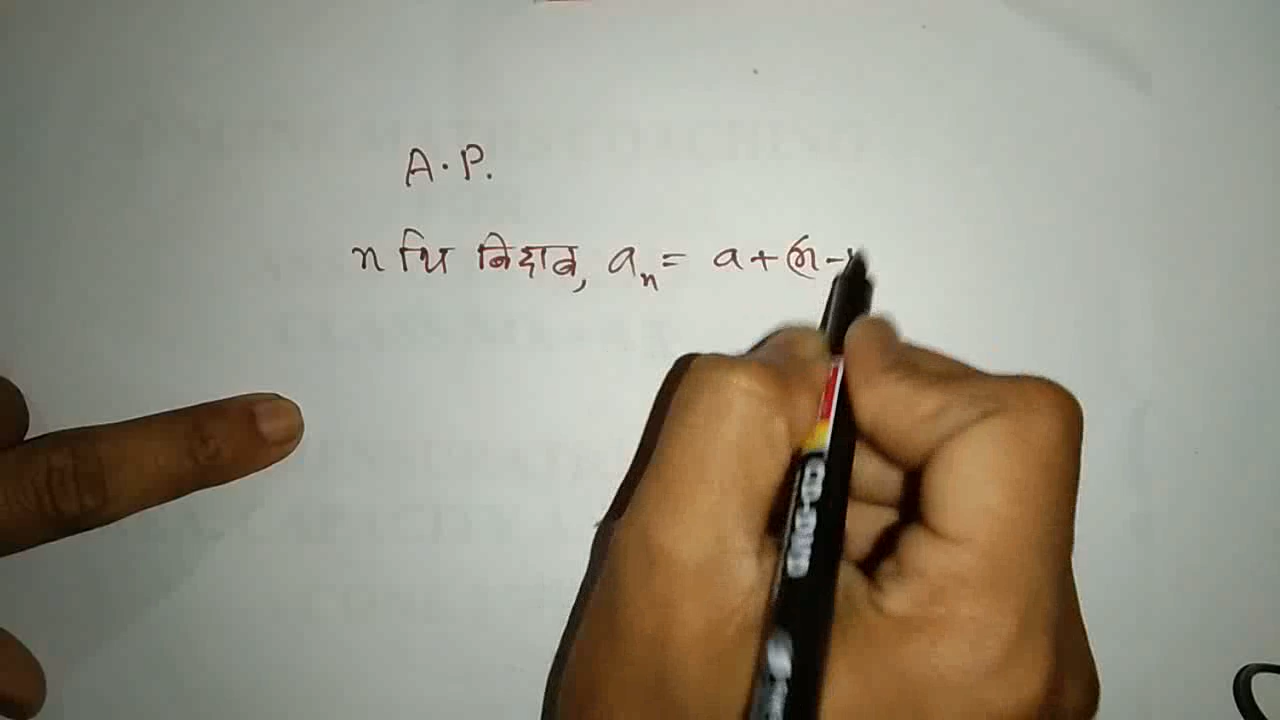 A.P.
n थि बिदाब, aₙ = a+(n-